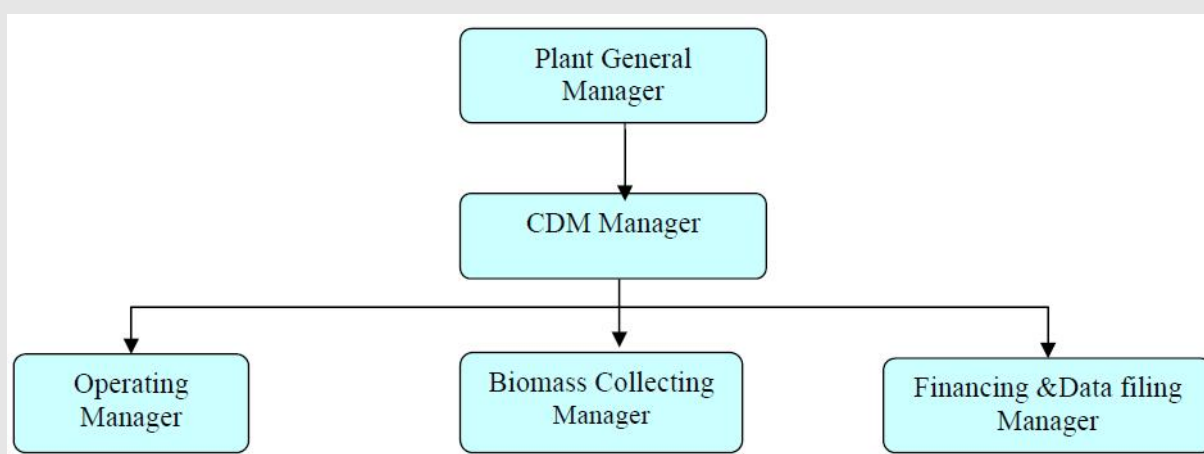 Plant General
Manager
CDM Manager
Operating
Manager
Biomass Collecting
Manager
Financing &Data filing
Manager